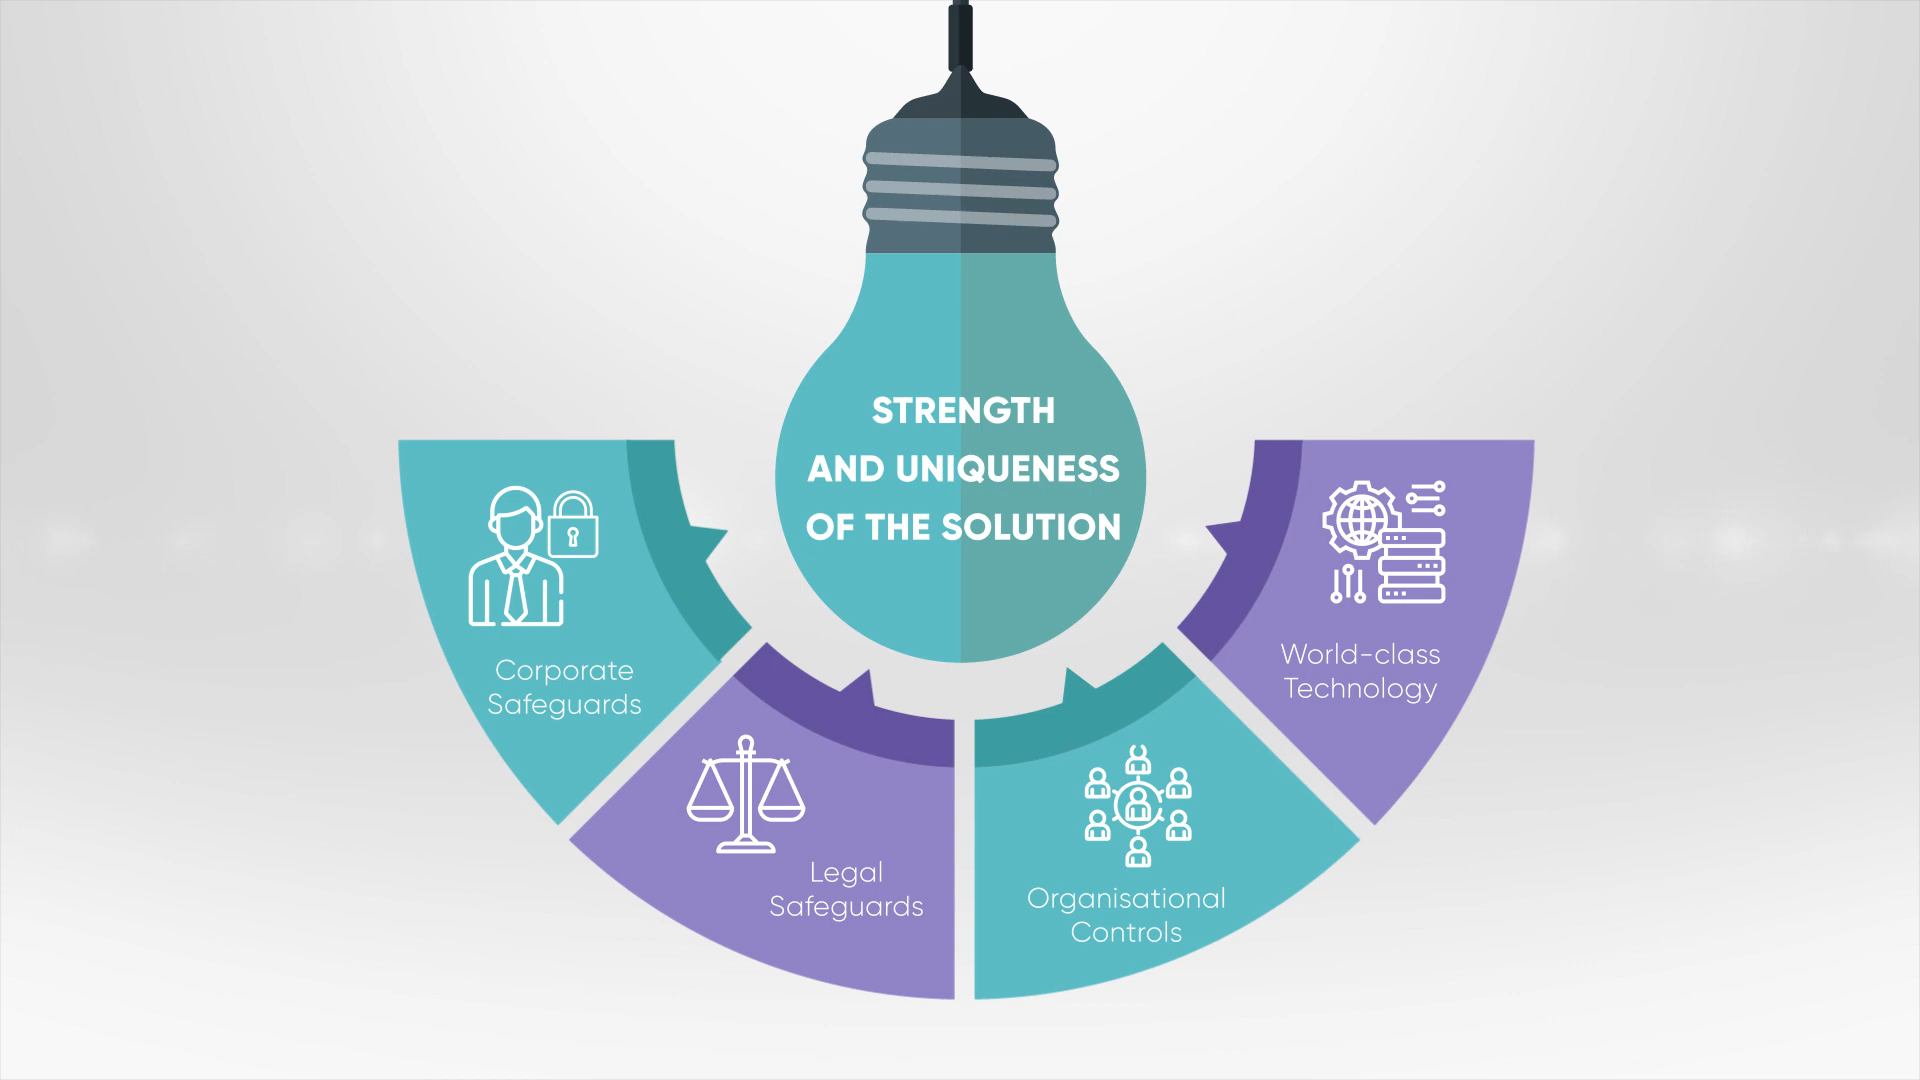 STRENGTH
AND UNIQUENESS
OF THE SOLUTION
Corporate
Safeguards
Legal
Safeguards
Organisational
Controls
World-class
Technology